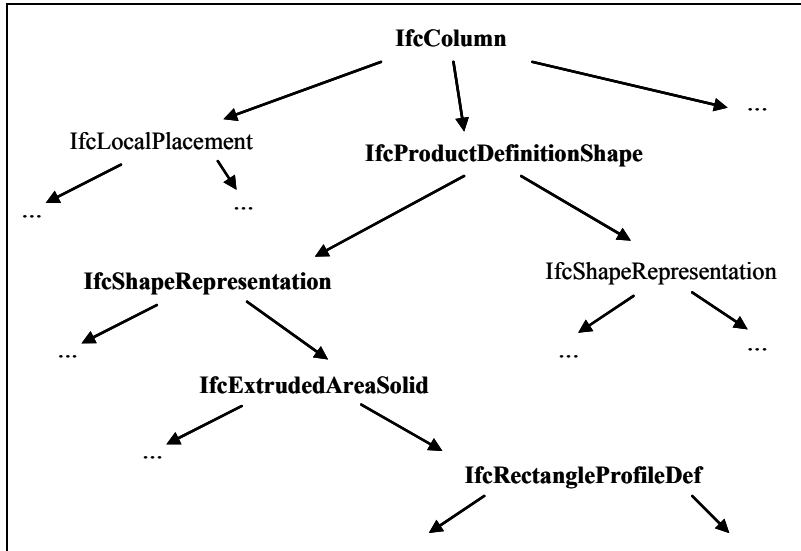 IfcColumn
...
IfcLocalPlacement
IfcProductDefinitionShape
...
...
IfcShapeRepresentation
IfcShapeRepresentation
...
...
...
IfcExtrudedAreaSolid
...
IfcRectangleProfileDef